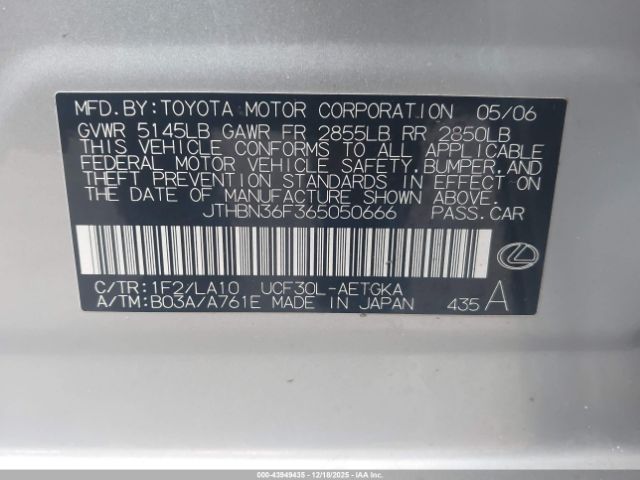 MFD.BY:TOYOTA MOTOR CORPORATION 05/06
GVWR 5145LB GAWR FR 2855LB RR 2850LB
THIS VEHICLE CONFORMS TO ALL APPLICABLE
FEDERAL MOTOR VEHICLE SAFETY,BUMPER,AND
THEFT PREVENTION STANDARDS IN EFFECT ON
THE DATE OF MANUFACTURE SHOWN ABOVE.
JTHBN36F365050666 PASS.CAR
C/TR:1F2/LA10 UCF30L-AETGKA
A/TM:B03A/A761E MADE IN JAPAN 435 A
000-43949435 - 12/18/2025 - IAAI.COM